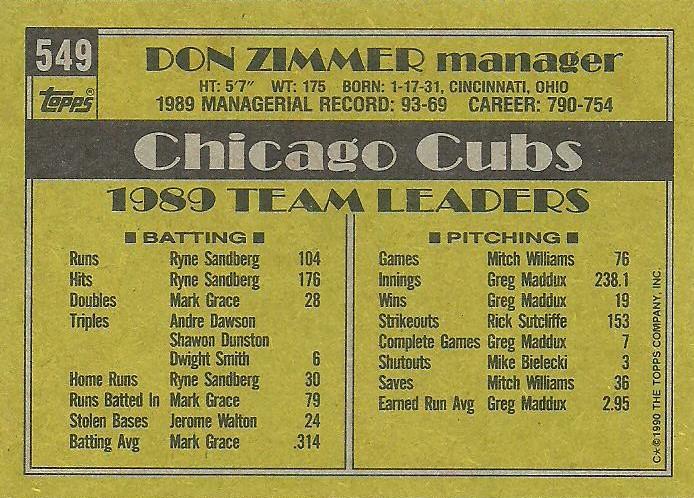 549
DON ZIMMER manager
HT: 5'7" WT: 175 BORN: 1-17-31, CINCINNATI, OHIO
topps®
1989 MANAGERIAL RECORD: 93-69 CAREER: 790-754
Chicago Cubs
1989 TEAM LEADERS
BATTING
Runs Ryne Sandberg 104
Hits Ryne Sandberg 176
Doubles Mark Grace 28
Triples Andre Dawson
Shawon Dunston
Dwight Smith 6
Home Runs Ryne Sandberg 30
Runs Batted In Mark Grace 79
Stolen Bases Jerome Walton 24
Batting Avg Mark Grace .314
PITCHING
Games Mitch Williams 76
Innings Greg Maddux 238.1
Wins Greg Maddux 19
Strikeouts Rick Sutcliffe 153
Complete Games Greg Maddux 7
Shutouts Mike Bielecki 3
Saves Mitch Williams 36
Earned Run Avg Greg Maddux 2.95
C★©1990 THE TOPPS COMPANY, INC.